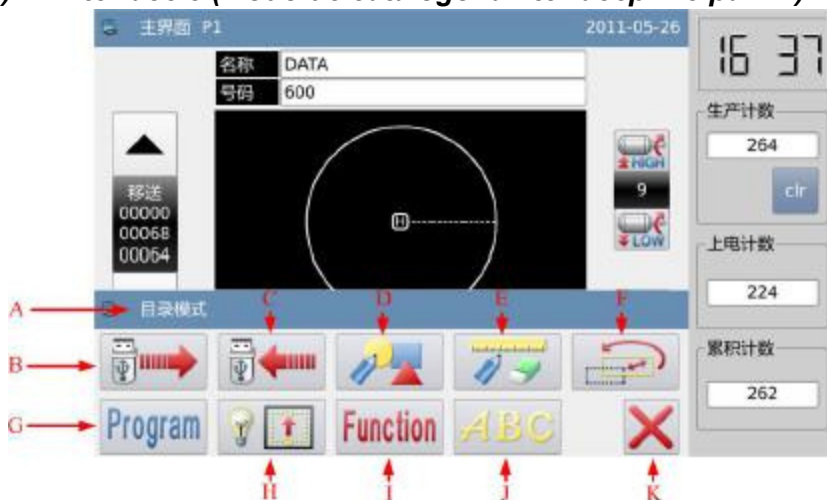 主界面 P1
2011-05-26
16 37
名称 DATA
号码 600
生产计数
264
clr
移送
00000
00068
00064
HIGH
9
LOW
上电计数
224
累积计数
262
A
目录模式
C
D
E
F
B
G
Program
Function
ABC
H
I
J
K